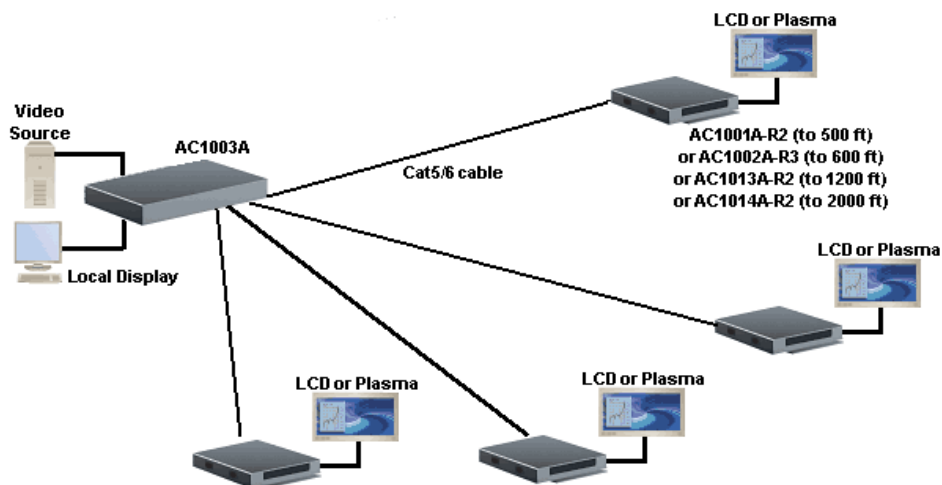 LCD or Plasma
Video
Source
AC1003A
AC1001A-R2 (to 500 ft)
or AC1002A-R3 (to 600 ft)
or AC1013A-R2 (to 1200 ft)
or AC1014A-R2 (to 2000 ft)
Cat5/6 cable
LCD or Plasma
Local Display
LCD or Plasma
LCD or Plasma